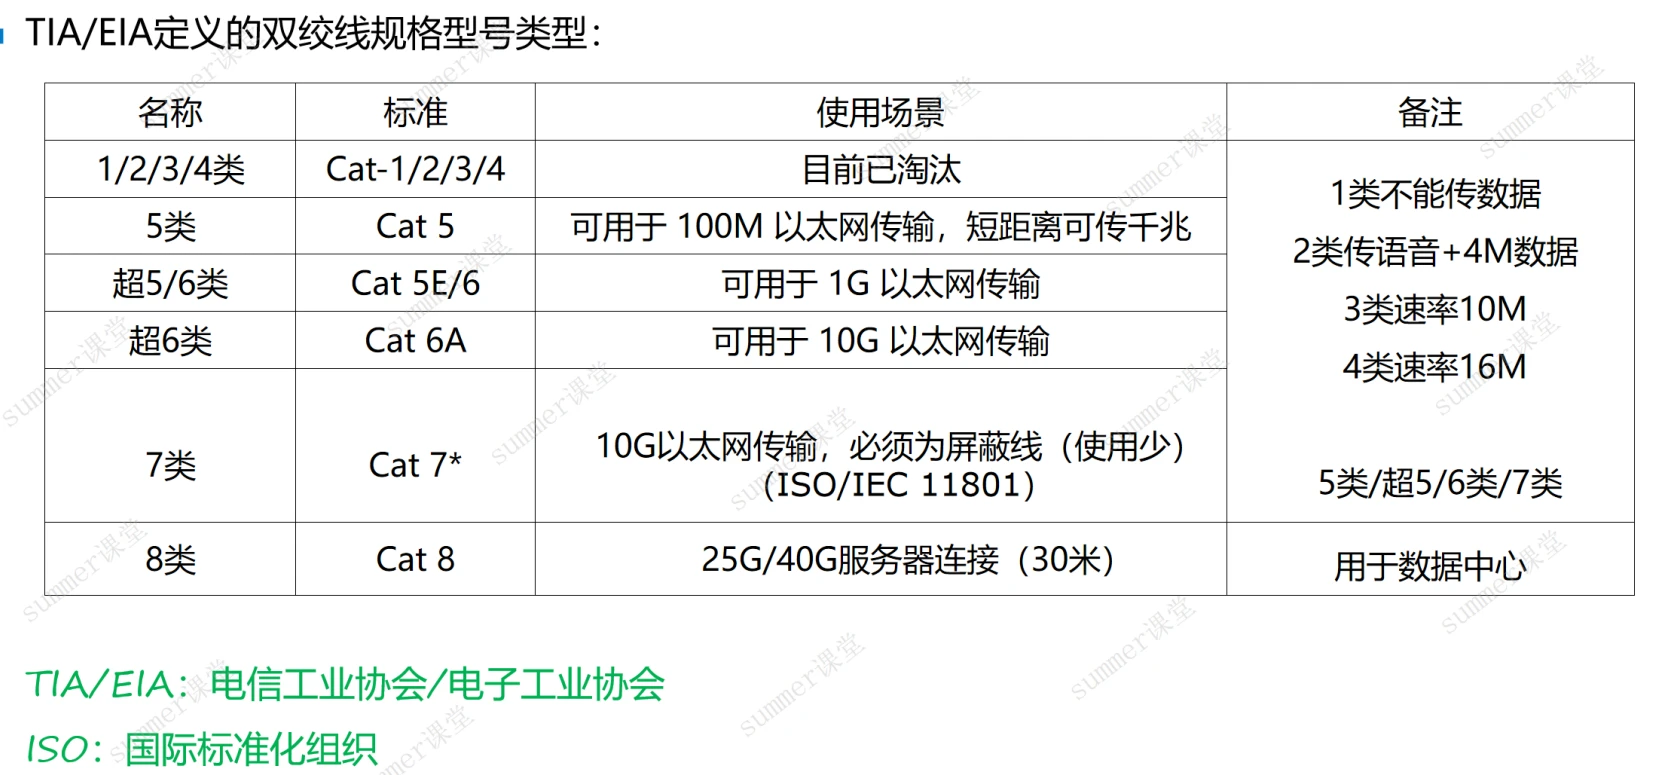 TIA/EIA定义的双绞线规格型号类型：
名称 标准 使用场景 备注
1/2/3/4类 Cat-1/2/3/4 目前已淘汰
1类不能传数据
5类 Cat 5 可用于 100M 以太网传输，短距离可传千兆
2类传语音+4M数据
超5/6类 Cat 5E/6 可用于 1G 以太网传输
3类速率10M
超6类 Cat 6A 可用于 10G 以太网传输
4类速率16M
7类 Cat 7* 10G以太网传输，必须为屏蔽线（使用少）
（ISO/IEC 11801）
5类/超5/6类/7类
8类 Cat 8 25G/40G服务器连接（30米） 用于数据中心
TIA/EIA：电信工业协会/电子工业协会
ISO：国际标准化组织
summer课堂